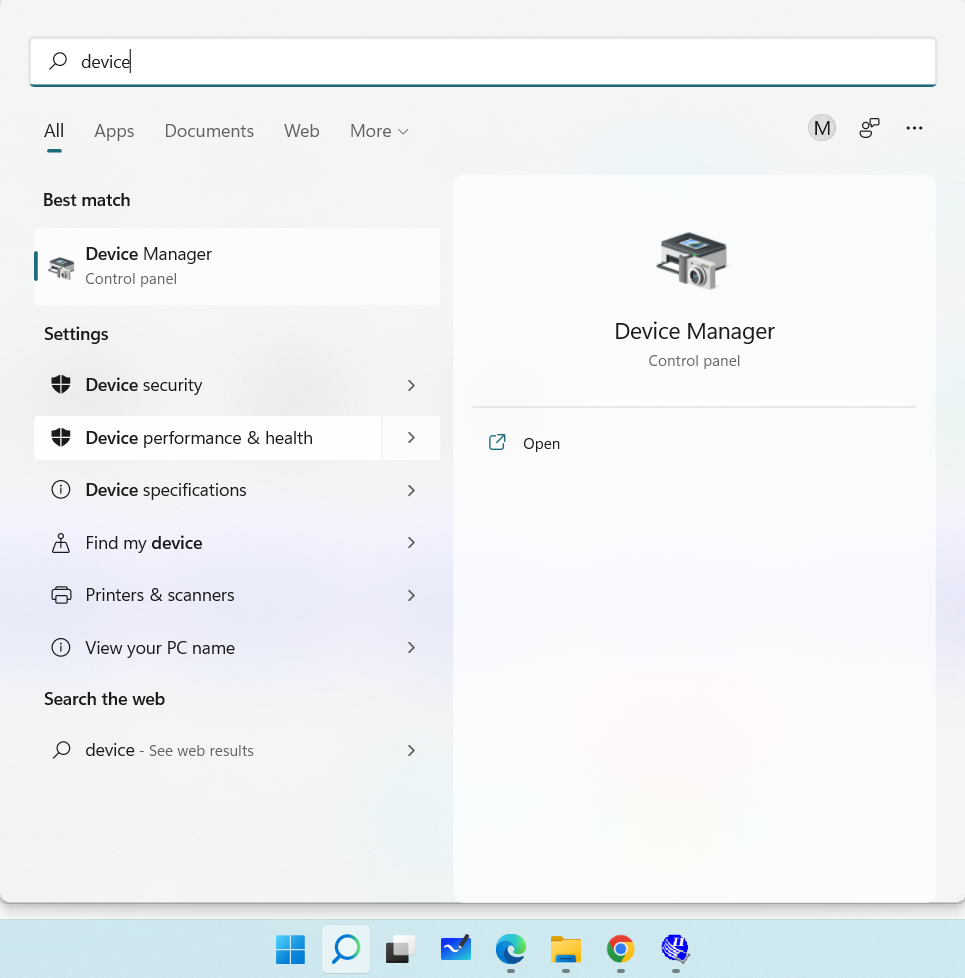 device
All Apps Documents Web More
M
Best match
Device Manager
Control panel
Settings
Device security
Device performance & health
Device specifications
Find my device
Printers & scanners
View your PC name
Search the web
device - See web results
Device Manager
Control panel
Open